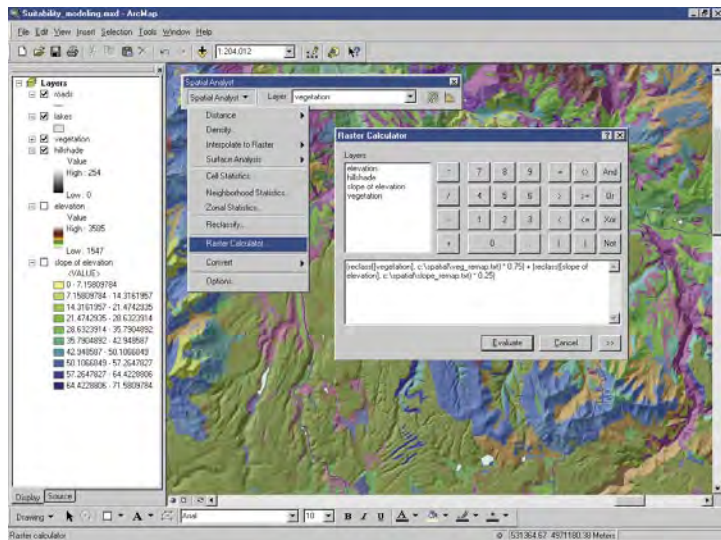 Suitability_modeling.mxd - ArcMap
File Edit View Insert Selection Tools Window Help
1:204,012
Layers
roads
lakes
vegetation
hillshade
Value
High : 254
Low : 0
elevation
Value
High : 3505
Low : 1547
slope of elevation
<VALUE>
0 - 7.15809784
7.15809784 - 14.3161957
14.3161957 - 21.4742935
21.4742935 - 28.6323914
28.6323914 - 35.7904892
35.7904892 - 42.948587
42.948587 - 50.1066849
50.1066849 - 57.2647827
57.2647827 - 64.4228806
64.4228806 - 71.5809784
Spatial Analyst
Spatial Analyst Layer: vegetation
Distance
Density...
Interpolate to Raster
Surface Analysis
Cell Statistics...
Neighborhood Statistics...
Zonal Statistics...
Reclassify...
Raster Calculator...
Convert
Options...
Raster Calculator
Layers
elevation
hillshade
slope of elevation
vegetation
* 7 8 9 = <> And
/ 4 5 6 > >= Or
- 1 2 3 < <= Xor
+ 0 . ( ) Not
(reclass([vegetation], c:\spatial\veg_remap.txt) * 0.75) + (reclass([slope of
elevation], c:\spatial\slope_remap.txt) * 0.25)
Evaluate Cancel >>
Display Source
Drawing A Arial 10 B I U A
Raster calculator
531364.67 4971180.38 Meters